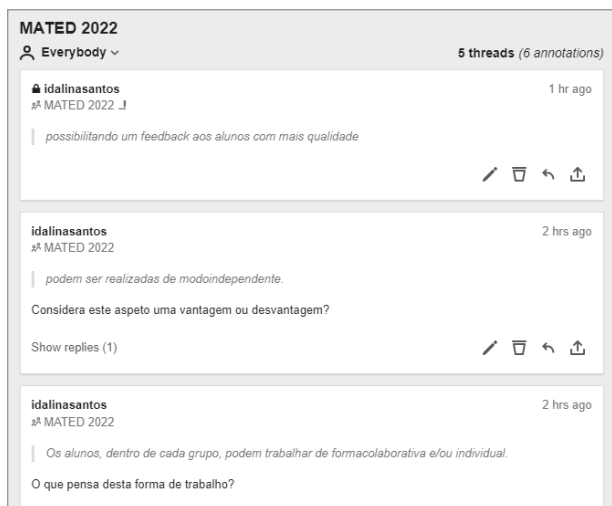 MATED 2022
Everybody
5 threads (6 annotations)
idalinasantos
1 hr ago
MATED 2022
possibilitando um feedback aos alunos com mais qualidade
idalinasantos
2 hrs ago
MATED 2022
podem ser realizadas de modoindependente.
Considera este aspeto uma vantagem ou desvantagem?
Show replies (1)
idalinasantos
2 hrs ago
MATED 2022
Os alunos, dentro de cada grupo, podem trabalhar de formacolaborativa e/ou individual.
O que pensa desta forma de trabalho?